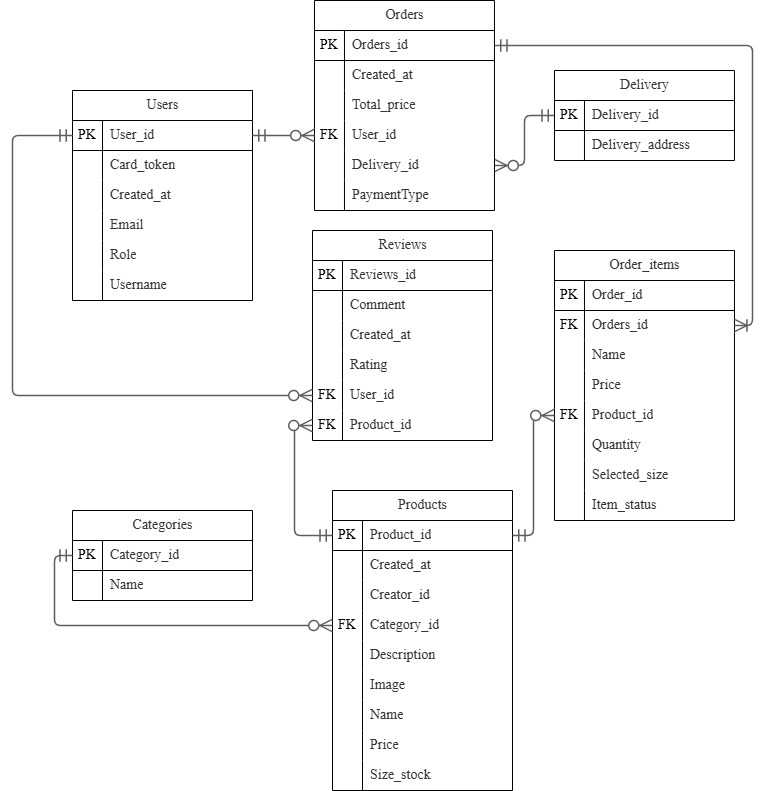 Orders
PK Orders_id
Created_at
Total_price
FK User_id
Delivery_id
PaymentType
Delivery
PK Delivery_id
Delivery_address
Users
PK User_id
Card_token
Created_at
Email
Role
Username
Reviews
PK Reviews_id
Comment
Created_at
Rating
FK User_id
FK Product_id
Order_items
PK Order_id
FK Orders_id
Name
Price
FK Product_id
Quantity
Selected_size
Item_status
Categories
PK Category_id
Name
Products
PK Product_id
Created_at
Creator_id
FK Category_id
Description
Image
Name
Price
Size_stock